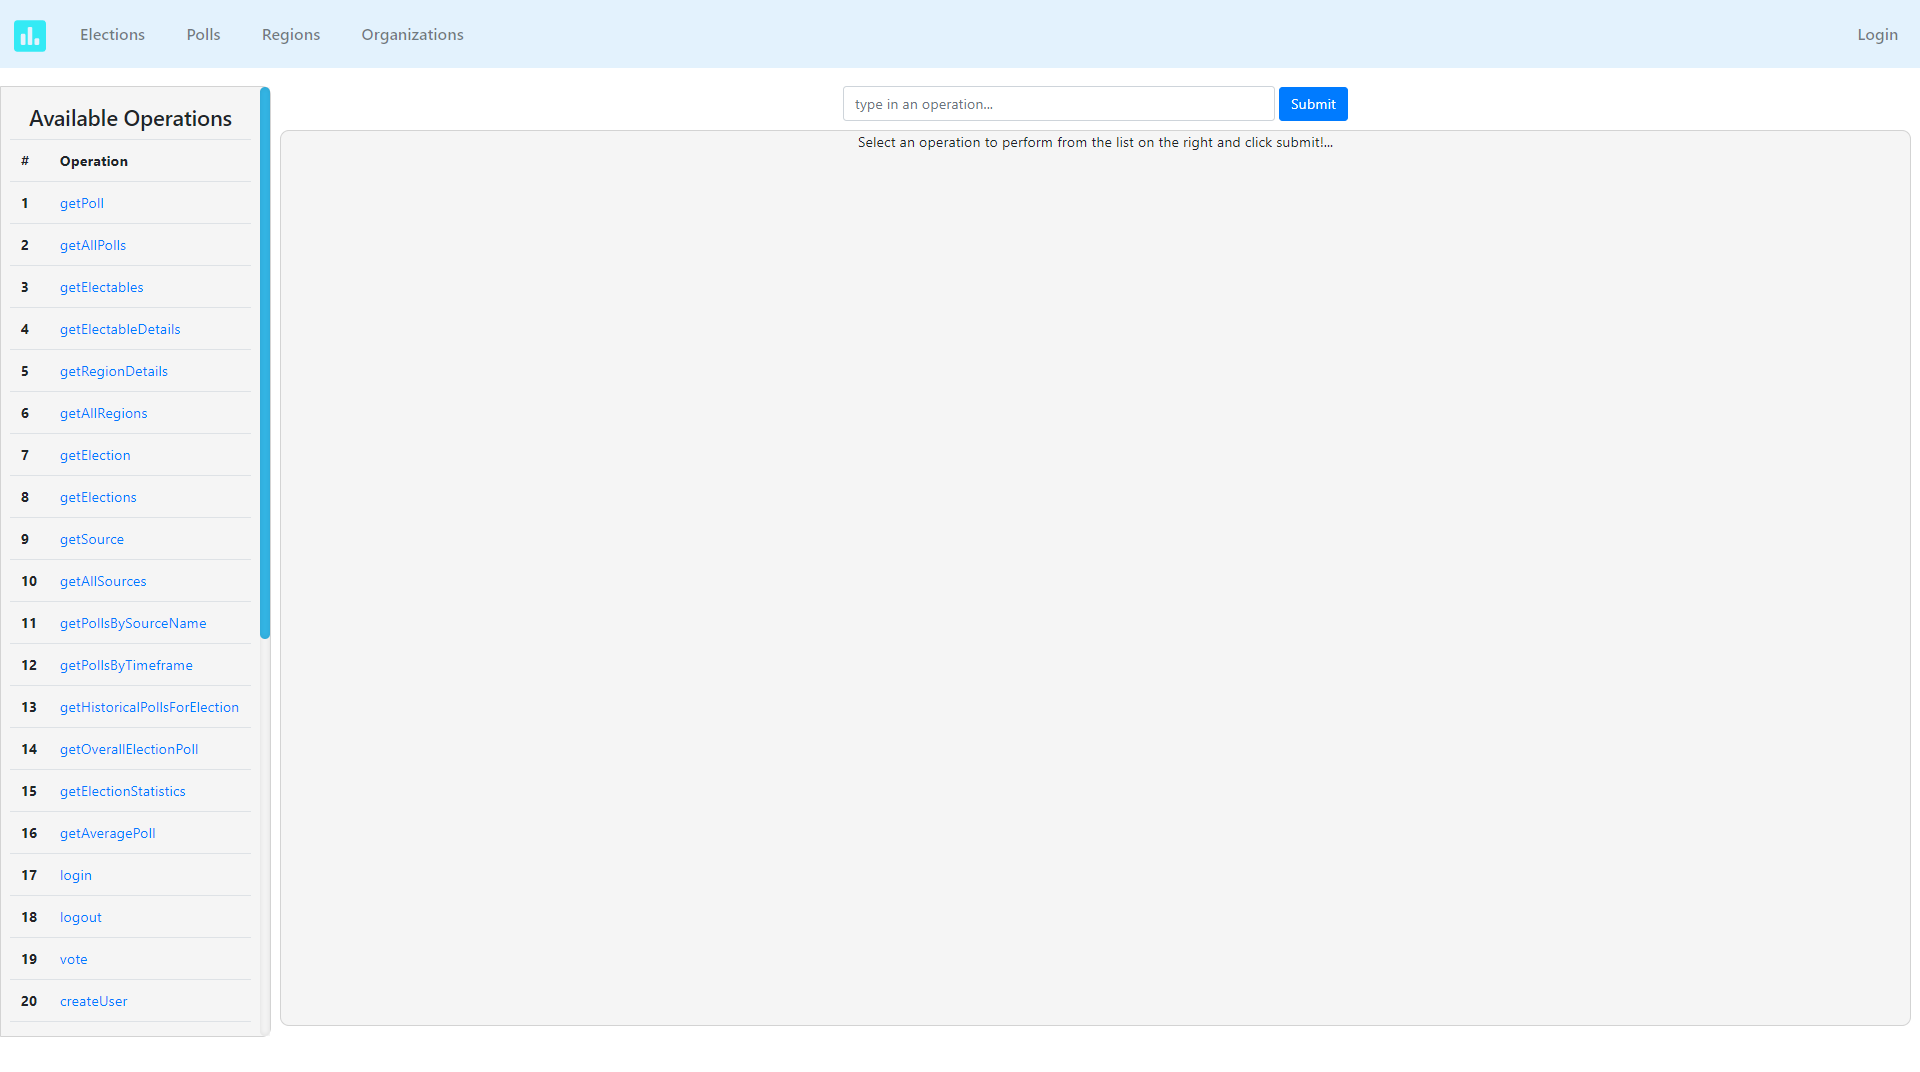 Elections Polls Regions Organizations Login
Available Operations
# Operation
1 getPoll
2 getAllPolls
3 getElectables
4 getElectableDetails
5 getRegionDetails
6 getAllRegions
7 getElection
8 getElections
9 getSource
10 getAllSources
11 getPollsBySourceName
12 getPollsByTimeframe
13 getHistoricalPollsForElection
14 getOverallElectionPoll
15 getElectionStatistics
16 getAveragePoll
17 login
18 logout
19 vote
20 createUser
type in an operation... Submit
Select an operation to perform from the list on the right and click submit!...